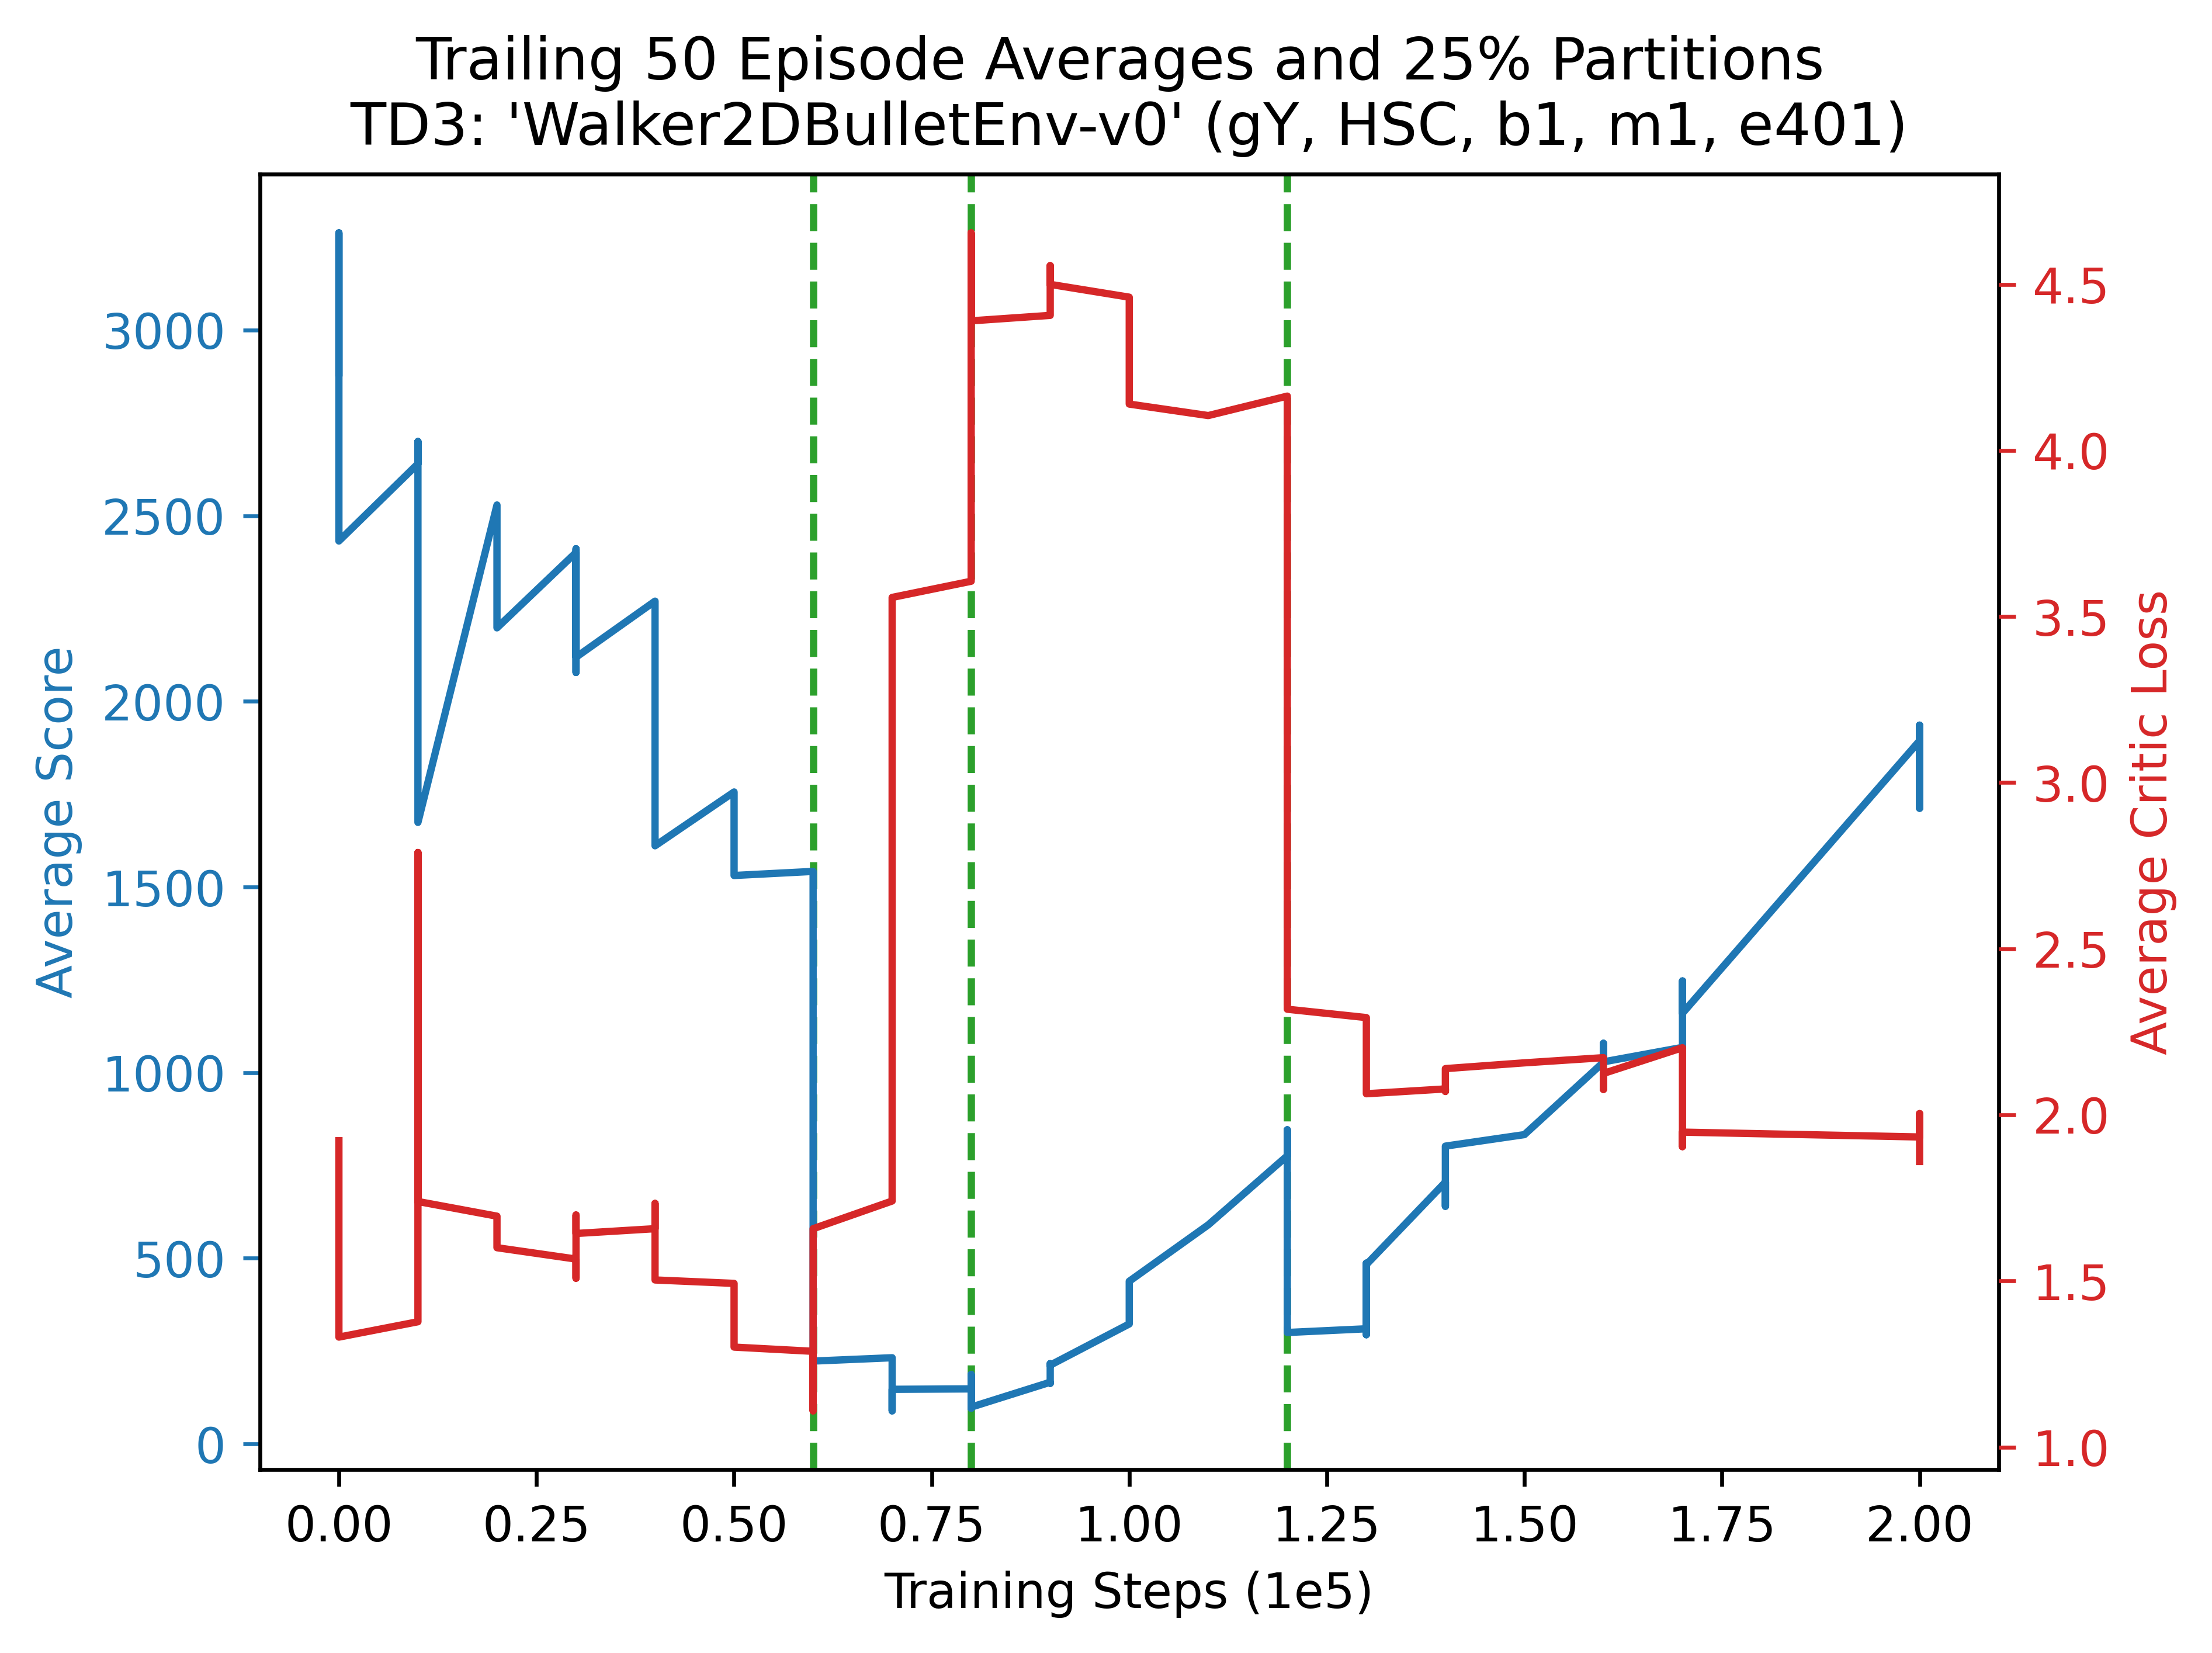 Trailing 50 Episode Averages and 25% Partitions
TD3: 'Walker2DBulletEnv-v0' (gY, HSC, b1, m1, e401)
Average Score
3000
2500
2000
1500
1000
500
0
4.5
4.0
3.5
3.0
2.5
2.0
1.5
1.0
Average Critic Loss
0.00 0.25 0.50 0.75 1.00 1.25 1.50 1.75 2.00
Training Steps (1e5)